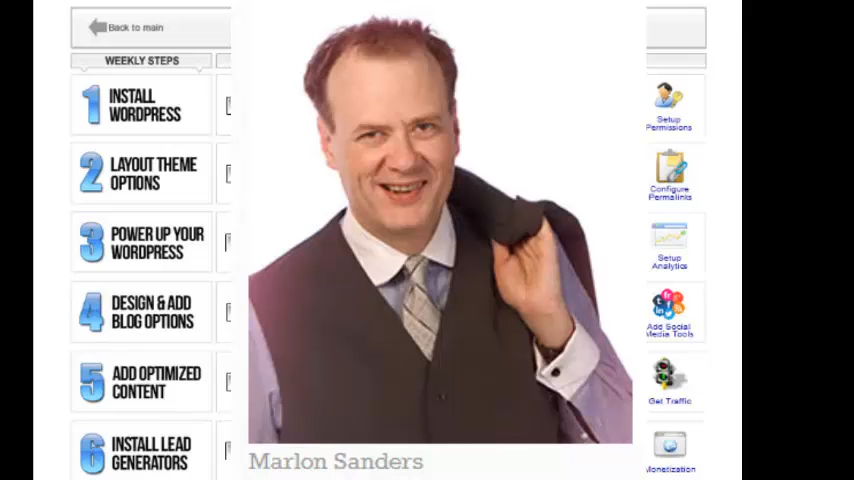 Back to main
WEEKLY STEPS
1 INSTALL
WORDPRESS
2 LAYOUT THEME
OPTIONS
3 POWER UP YOUR
WORDPRESS
4 DESIGN & ADD
BLOG OPTIONS
5 ADD OPTIMIZED
CONTENT
6 INSTALL LEAD
GENERATORS
Marlon Sanders
Setup
Permissions
Configure
Permalinks
Setup
Analytics
Add Social
Media Tools
Get Traffic
Monetization